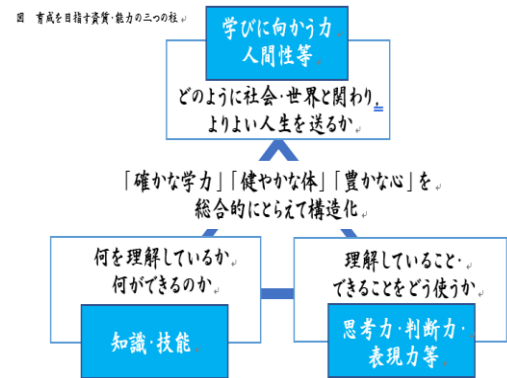 図 育成を目指す資質・能力の三つの柱
学びに向かう力
人間性等
どのように社会・世界と関わり、
よりよい人生を送るか
「確かな学力」「健やかな体」「豊かな心」を
総合的にとらえて構造化
何を理解しているか
何ができるのか
知識・技能
理解していること・
できることをどう使うか
思考力・判断力・
表現力等